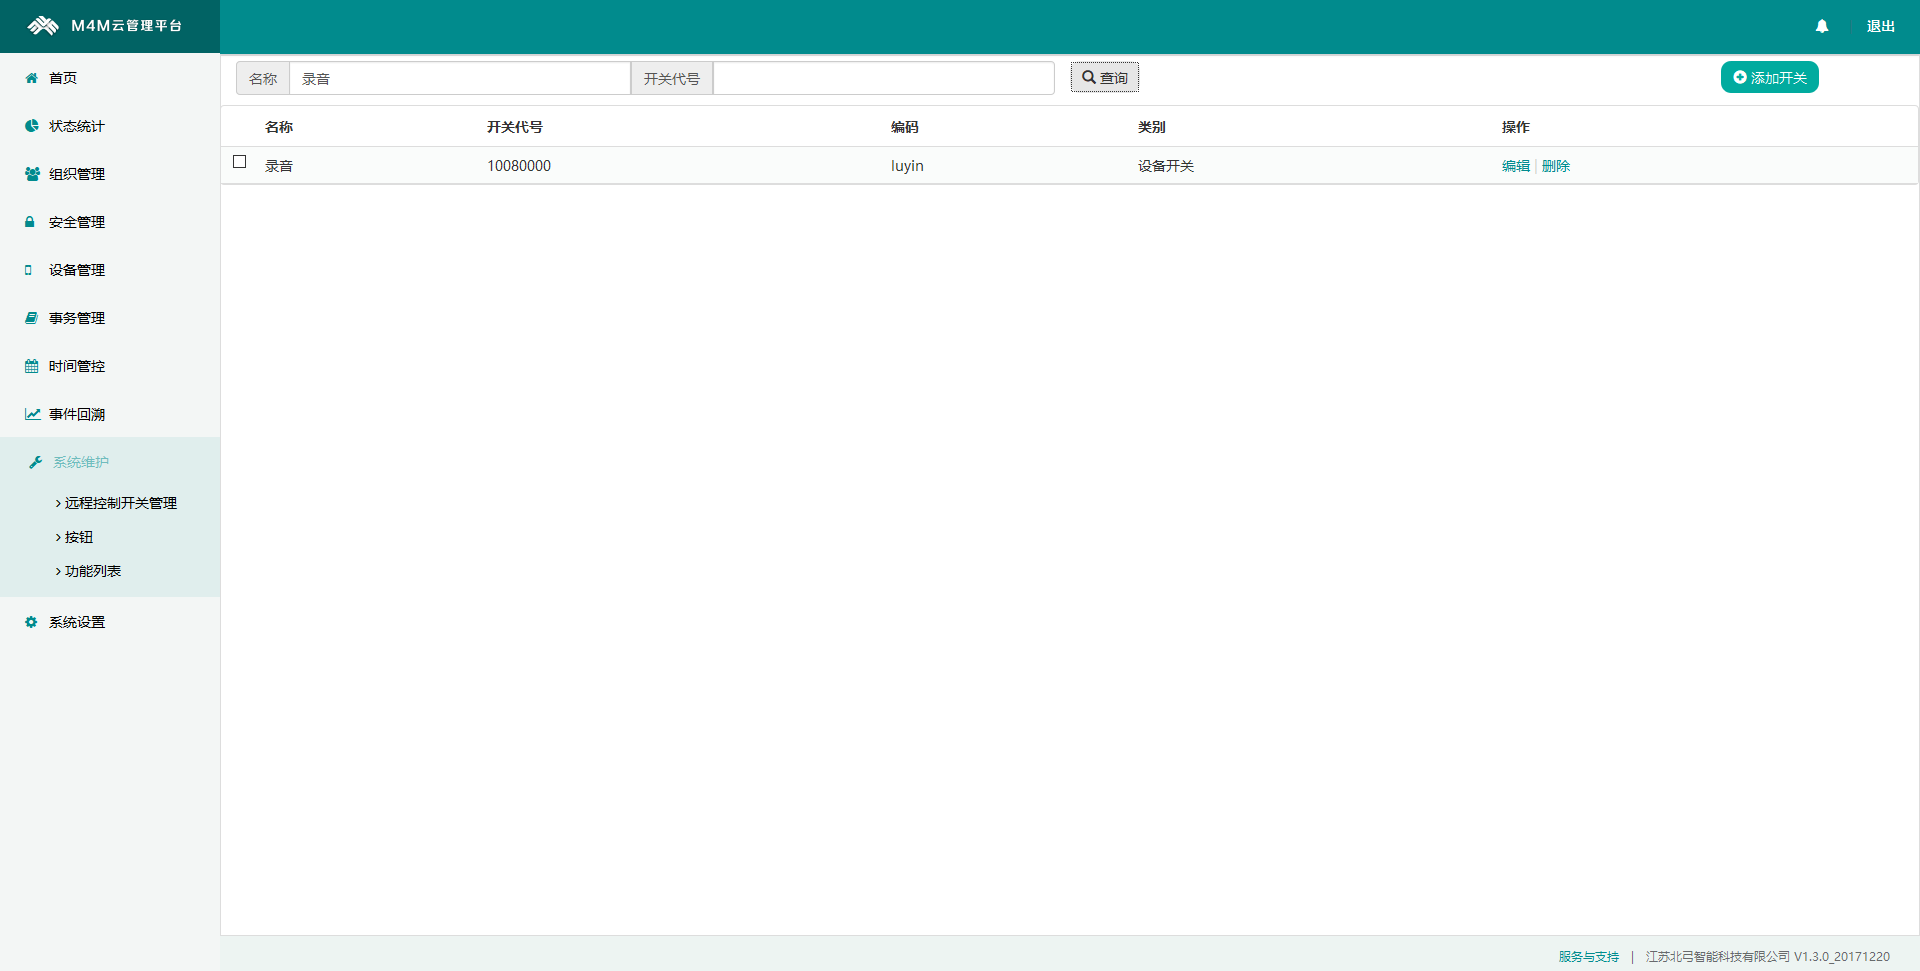 M4M云管理平台
退出
首页
状态统计
组织管理
安全管理
设备管理
事务管理
时间管控
事件回溯
系统维护
远程控制开关管理
按钮
功能列表
系统设置
名称 录音 开关代号 查询 添加开关
名称 开关代号 编码 类别 操作
录音 10080000 luyin 设备开关 编辑 | 删除
服务与支持 | 江苏北弓智能科技有限公司 V1.3.0_20171220